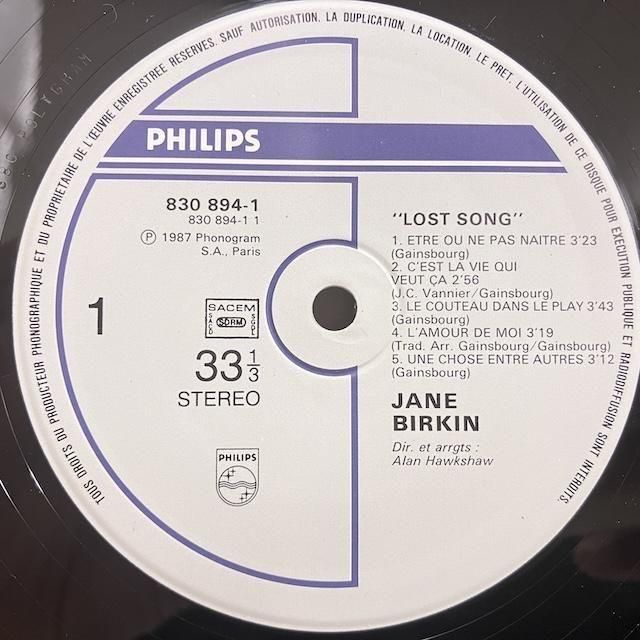 TOUS DROITS DU PRODUCTEUR PHONOGRAPHIQUE ET DU PROPRIETAIRE DE L'ŒUVRE ENREGISTREE RESERVES. SAUF AUTORISATION, LA DUPLICATION, LA LOCATION, LE PRET, L'UTILISATION DE CE DISQUE POUR EXECUTION PUBLIQUE ET RADIODIFFUSION SONT INTERDITS.
PHILIPS
830 894-1
830 894-1 1
Ⓟ 1987 Phonogram
S.A., Paris
1
SACEM
SACD
SDRM
SGDL
33 1/3
STEREO
PHILIPS
"LOST SONG"
1. ETRE OU NE PAS NAITRE 3'23
(Gainsbourg)
2. C'EST LA VIE QUI
VEUT ÇA 2'56
(J.C. Vannier/Gainsbourg)
3. LE COUTEAU DANS LE PLAY 3'43
(Gainsbourg)
4. L'AMOUR DE MOI 3'19
(Trad. Arr. Gainsbourg/Gainsbourg)
5. UNE CHOSE ENTRE AUTRES 3'12
(Gainsbourg)
JANE
BIRKIN
Dir. et arrgts :
Alan Hawkshaw
POLYGRAM